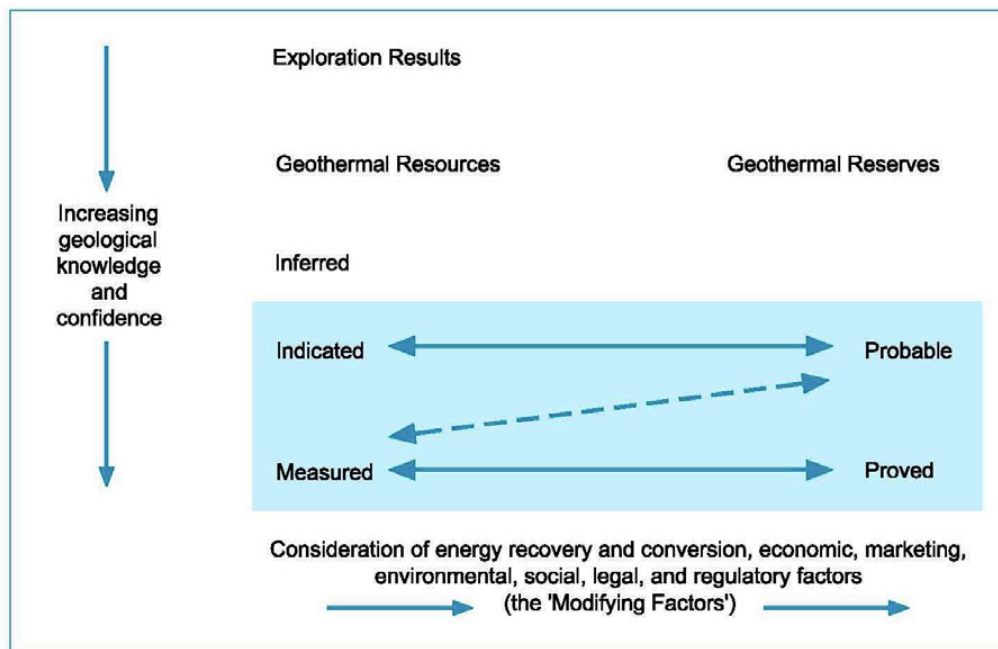 Exploration Results
Geothermal Resources
Geothermal Reserves
Increasing
geological
knowledge
and
confidence
Inferred
Indicated
Probable
Measured
Proved
Consideration of energy recovery and conversion, economic, marketing,
environmental, social, legal, and regulatory factors
(the 'Modifying Factors')